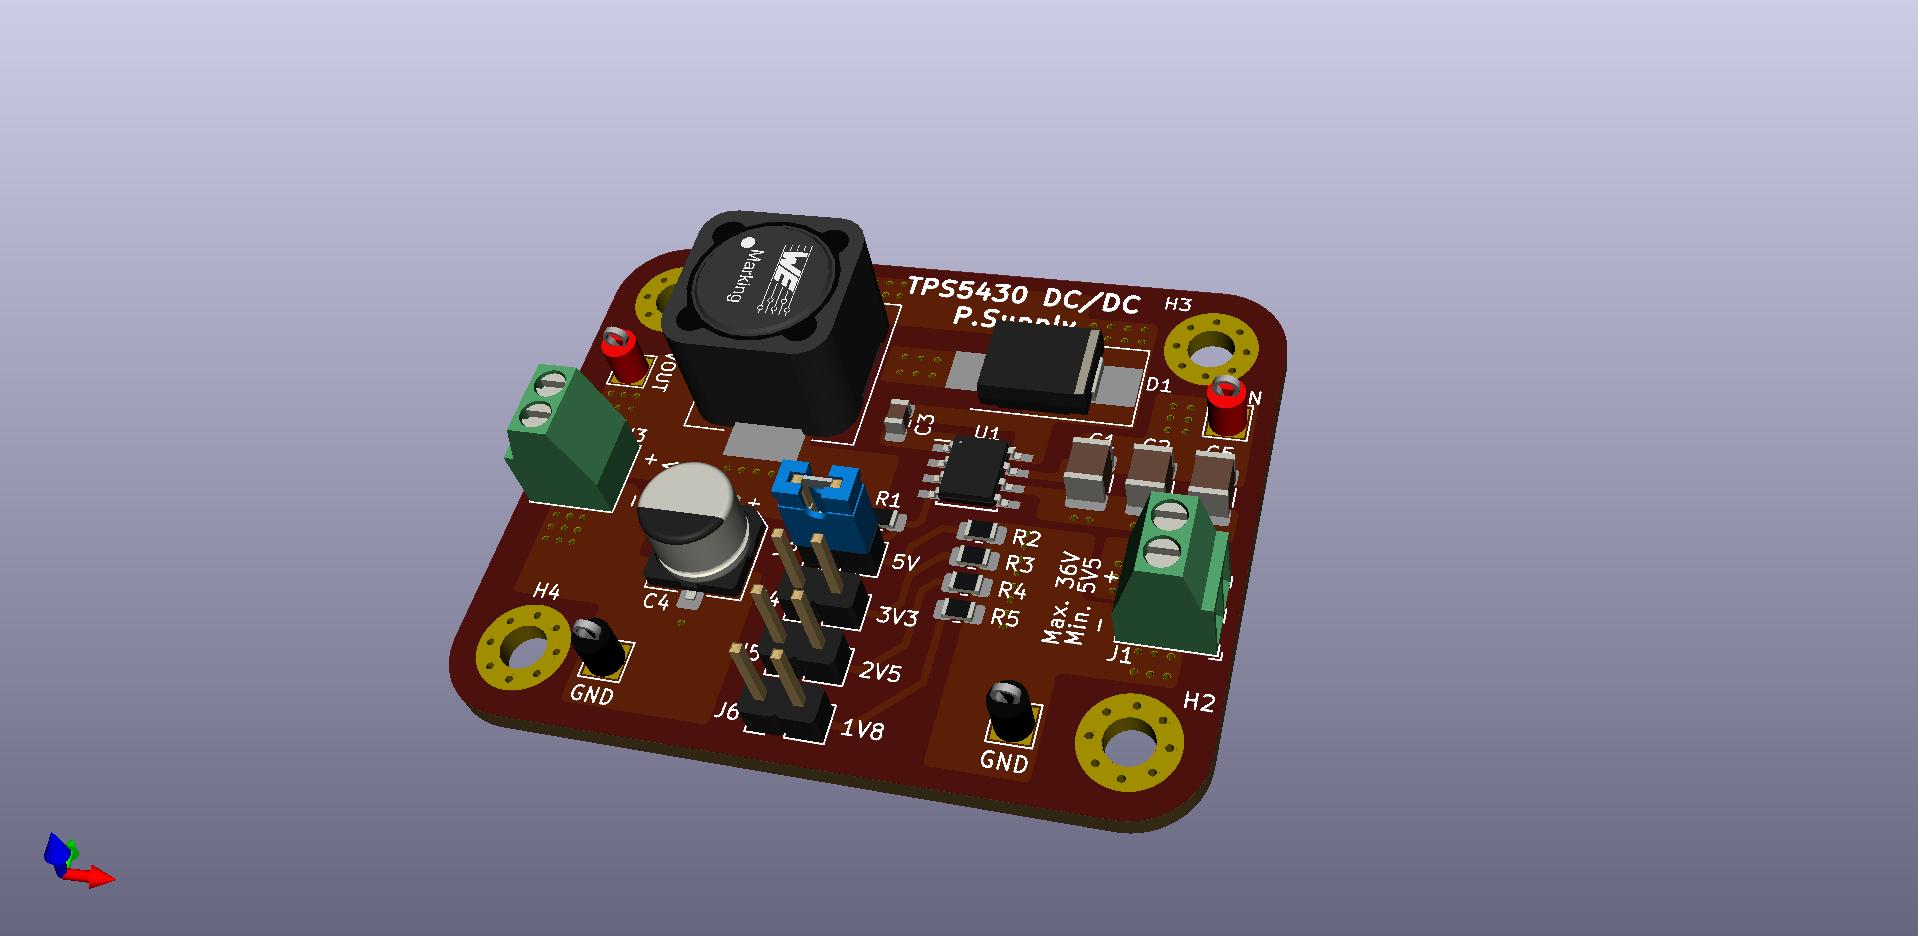 TPS5430 DC/DC
P.Supply
H3
WE
Marking
D1
C3
U1
R1
5V
R2
R3
R4
R5
3V3
2V5
1V8
J6
C4
H4
GND
GND
Max. 36V
Min. 5V5
+
−
J1
H2
+
+